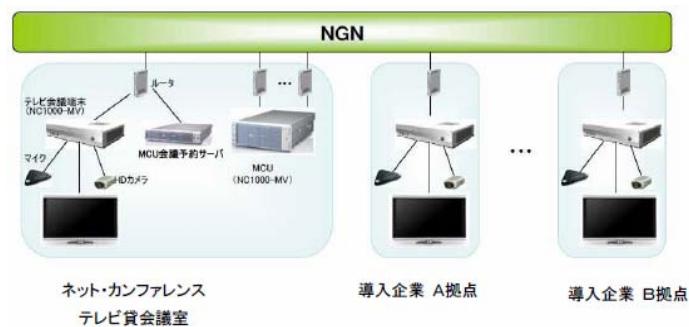 NGN
ルータ
…
テレビ会議端末
(NC1000-MV)
MCU会議予約サーバ
マイク
HDカメラ
MCU
(NC1000-MV)
…
ネット・カンファレンス
テレビ貸会議室
導入企業 A拠点
導入企業 B拠点